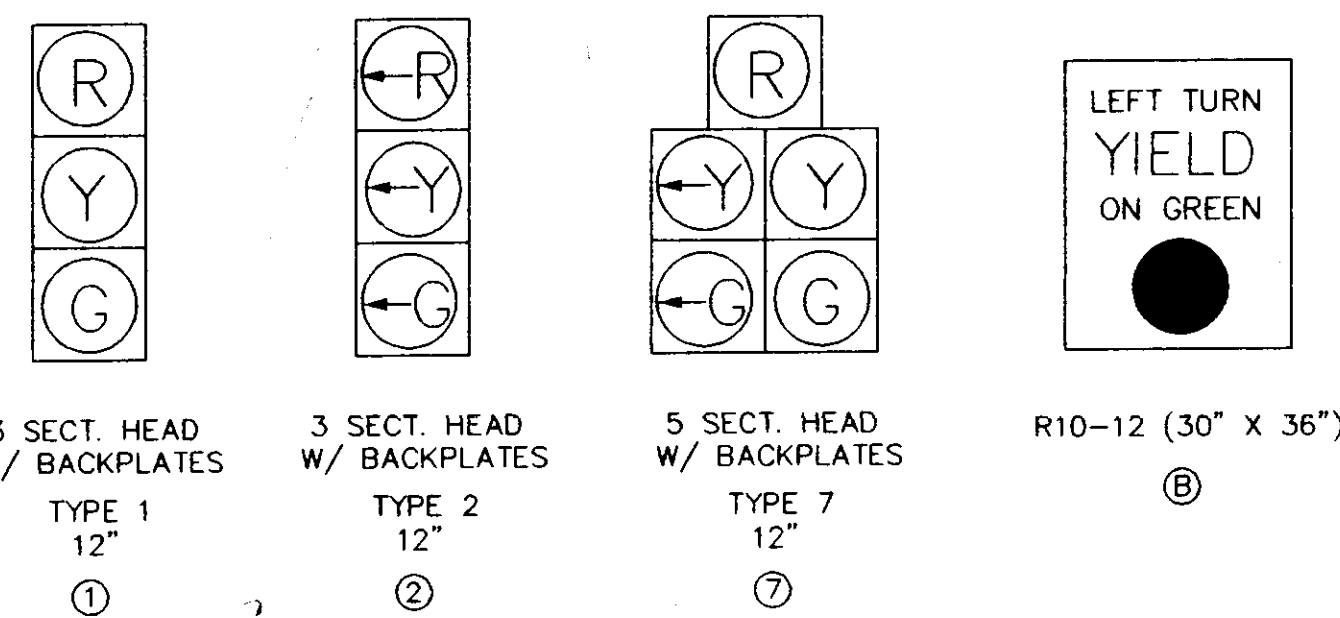 R
Y
G
R
Y
G
R
Y Y
G G
LEFT TURN
YIELD
ON GREEN
SECT. HEAD
/ BACKPLATES
TYPE 1
12"
1
3 SECT. HEAD
W/ BACKPLATES
TYPE 2
12"
2
5 SECT. HEAD
W/ BACKPLATES
TYPE 7
12"
7
R10-12 (30" X 36")
B